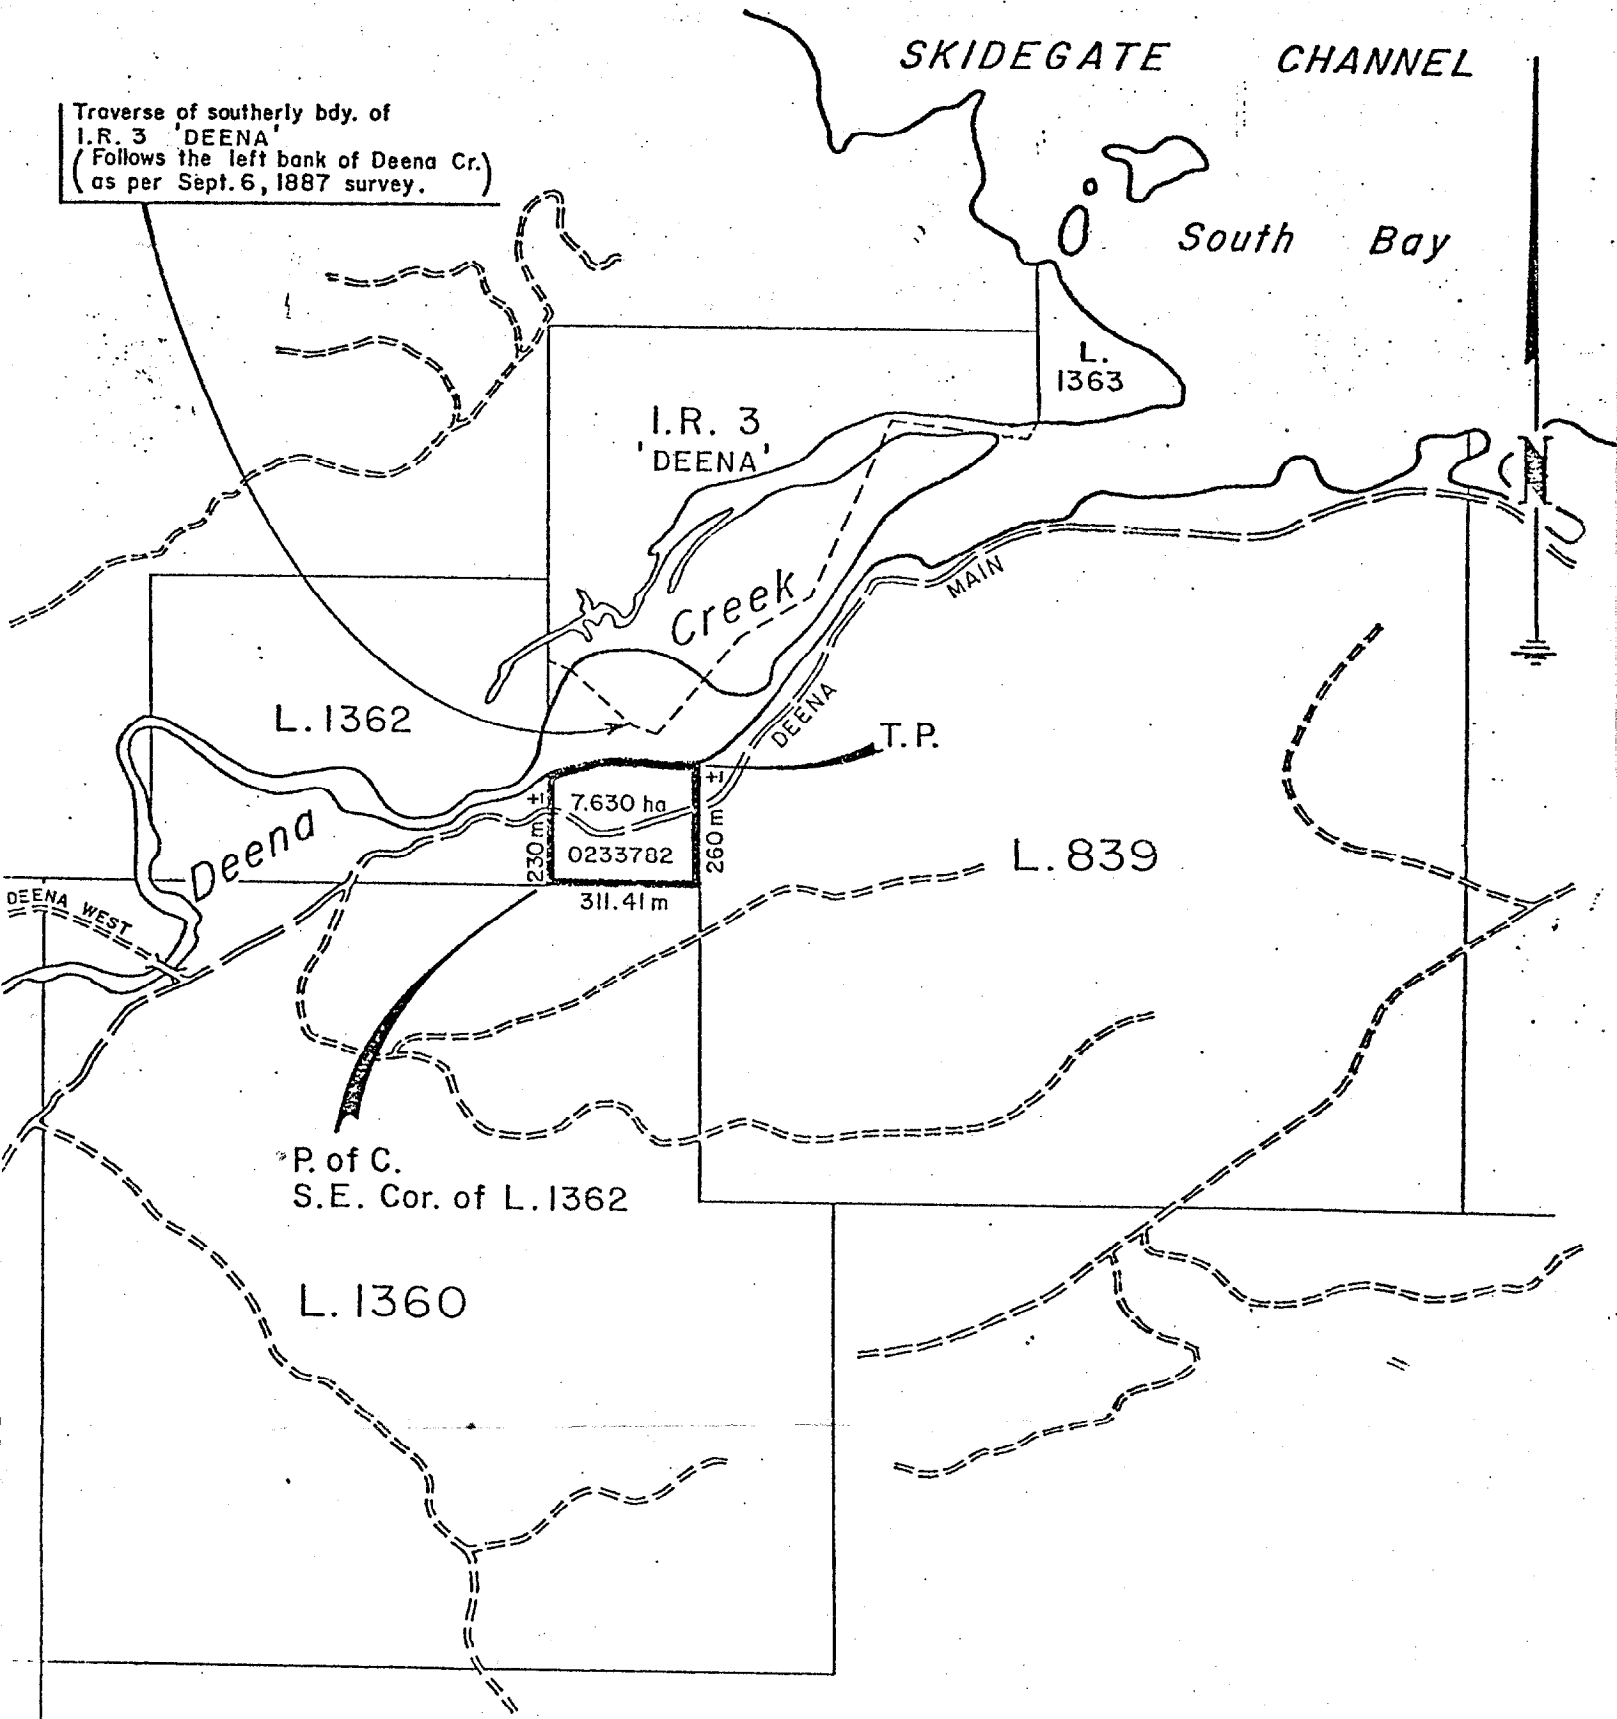 SKIDEGATE CHANNEL
Traverse of southerly bdy. of
I.R. 3 'DEENA'
(Follows the left bank of Deena Cr.)
(as per Sept. 6, 1887 survey.)
South Bay
L.
1363
I.R. 3
'DEENA'
N
MAIN
Creek
L. 1362
DEENA
T.P.
±
7.630 ha
±
230 m
0233782
260 m
L. 839
Deena
311.41 m
DEENA WEST
P. of C.
S.E. Cor. of L. 1362
L. 1360